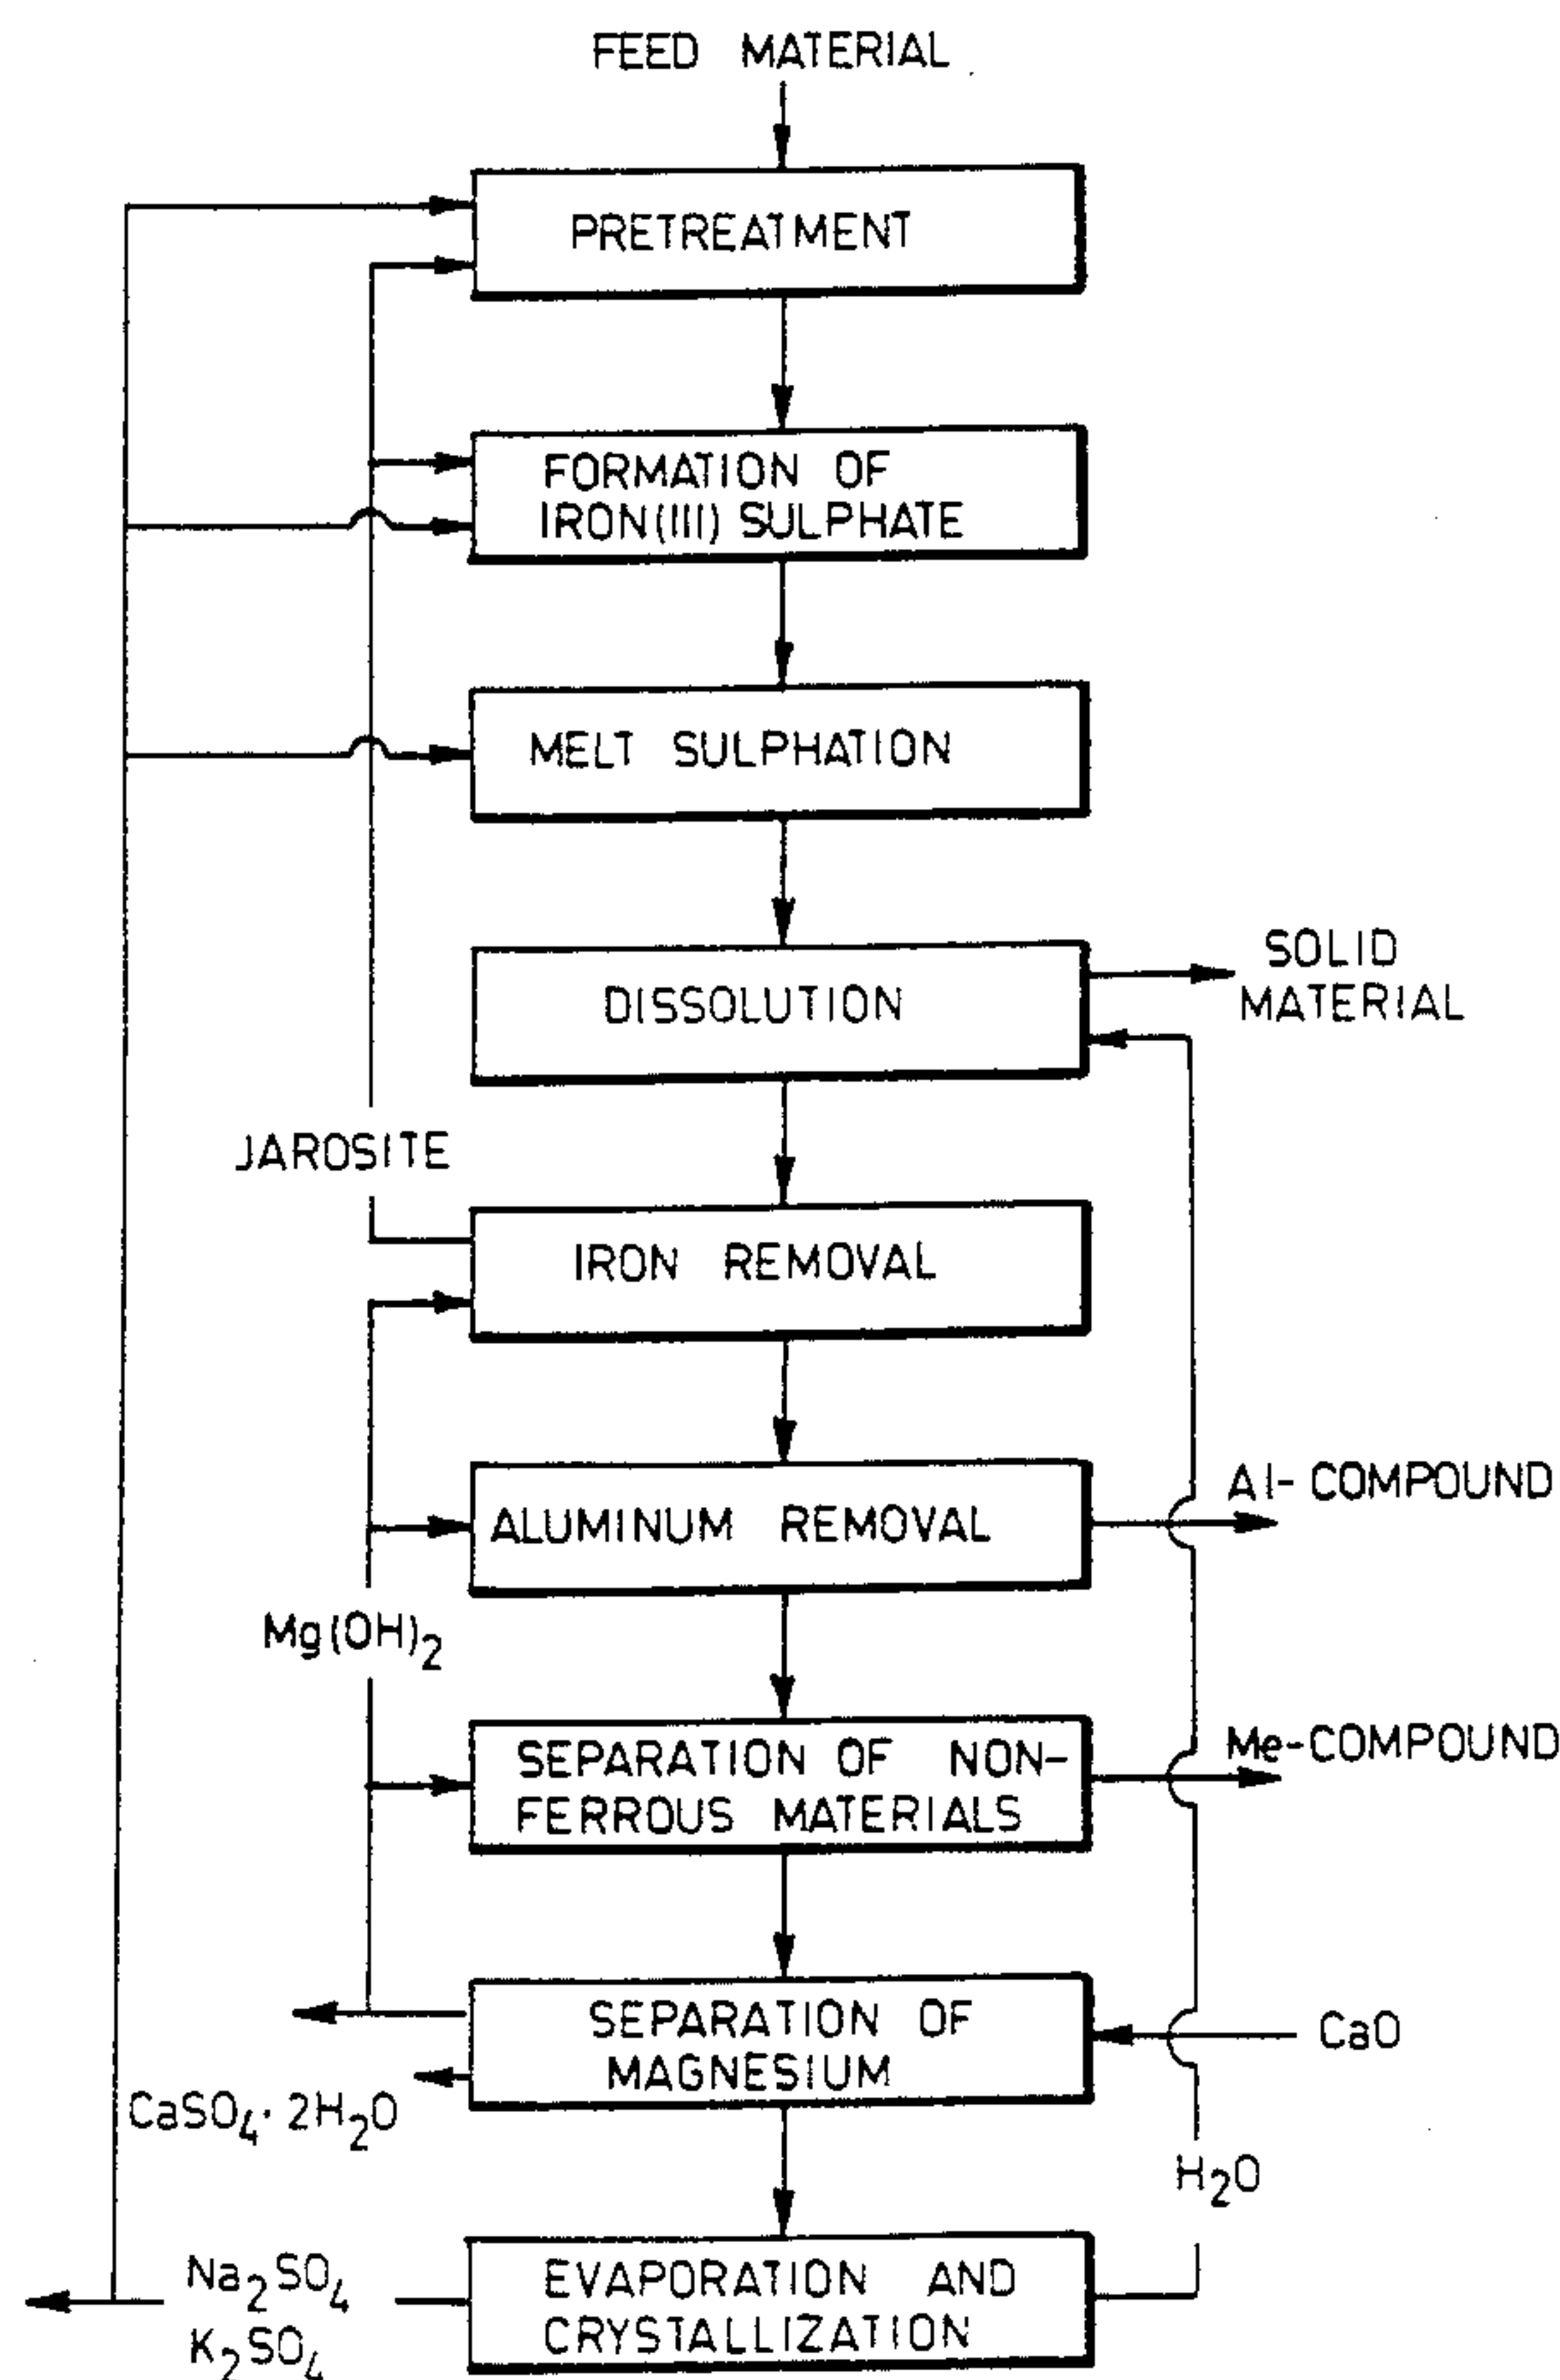 FEED MATERIAL
PRETREATMENT
FORMATION OF
IRON(III) SULPHATE
MELT SULPHATION
DISSOLUTION
SOLID
MATERIAL
JAROSITE
IRON REMOVAL
ALUMINUM REMOVAL
Al-COMPOUND
Mg(OH)₂
SEPARATION OF NON-
FERROUS MATERIALS
Me-COMPOUND
SEPARATION OF
MAGNESIUM
CaO
CaSO₄·2H₂O
H₂O
Na₂SO₄
K₂SO₄
EVAPORATION AND
CRYSTALLIZATION